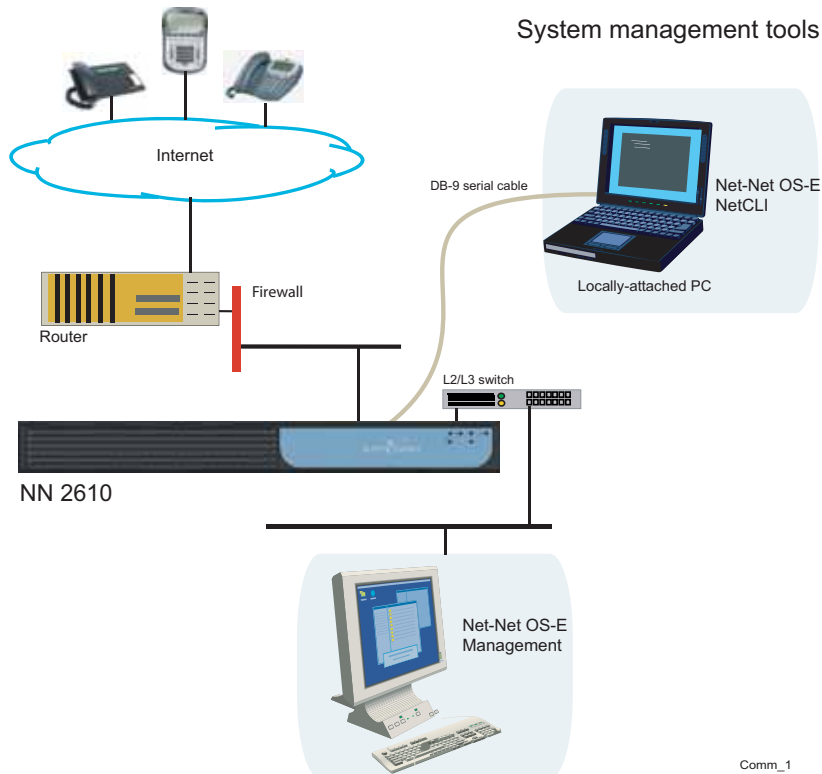 System management tools
Internet
DB-9 serial cable
Net-Net OS-E
NetCLI
Locally-attached PC
Firewall
Router
L2/L3 switch
NN 2610
Net-Net OS-E
Management
Comm_1